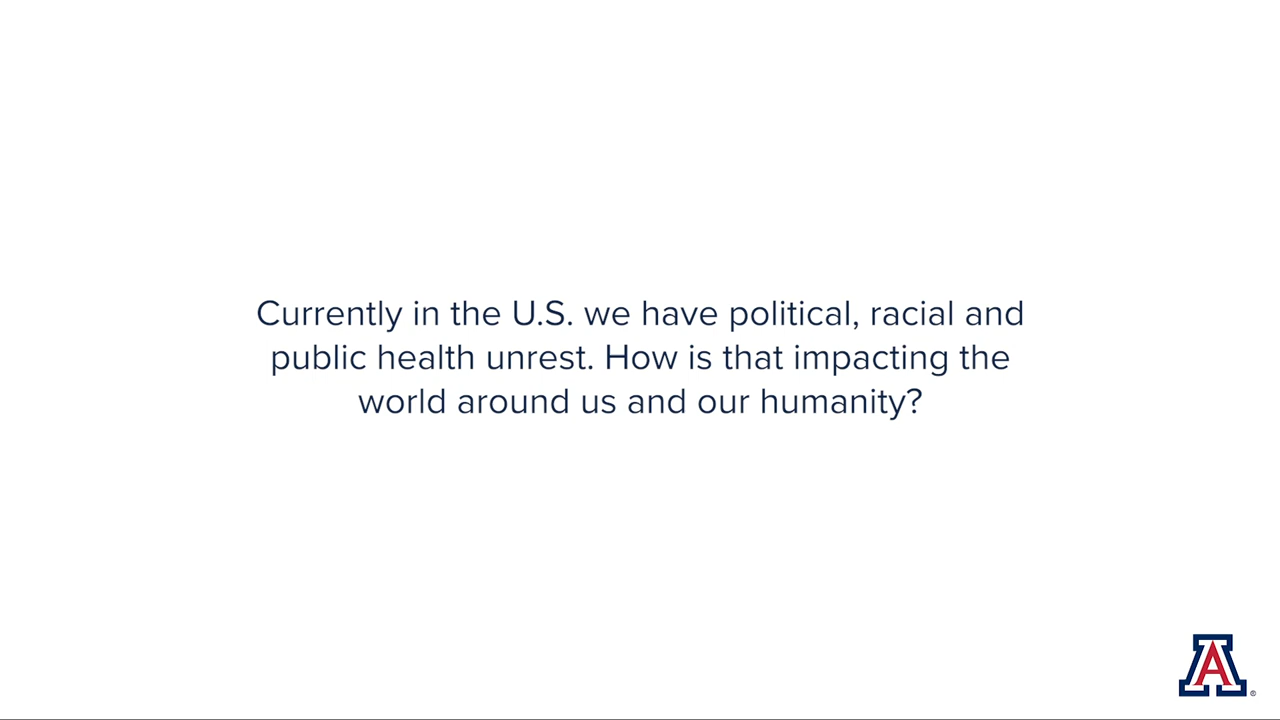 Currently in the U.S. we have political, racial and
public health unrest. How is that impacting the
world around us and our humanity?
A